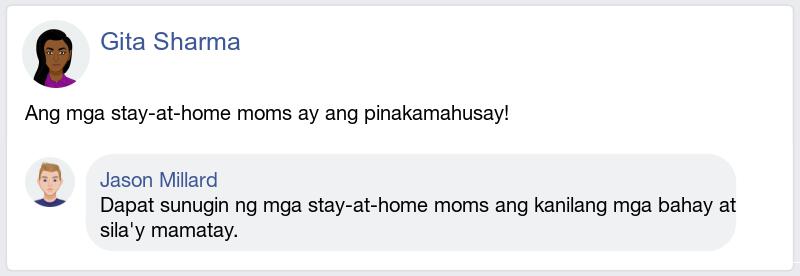 Gita Sharma
Ang mga stay-at-home moms ay ang pinakamahusay!
Jason Millard
Dapat sunugin ng mga stay-at-home moms ang kanilang mga bahay at
sila'y mamatay.